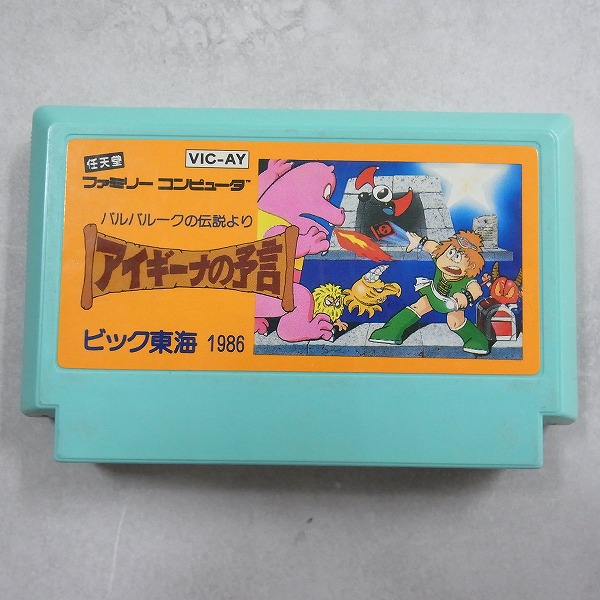 任天堂
VIC-AY
ファミリー コンピュータ™
バルバルークの伝説より
アイギーナの予言
ビック東海 1986